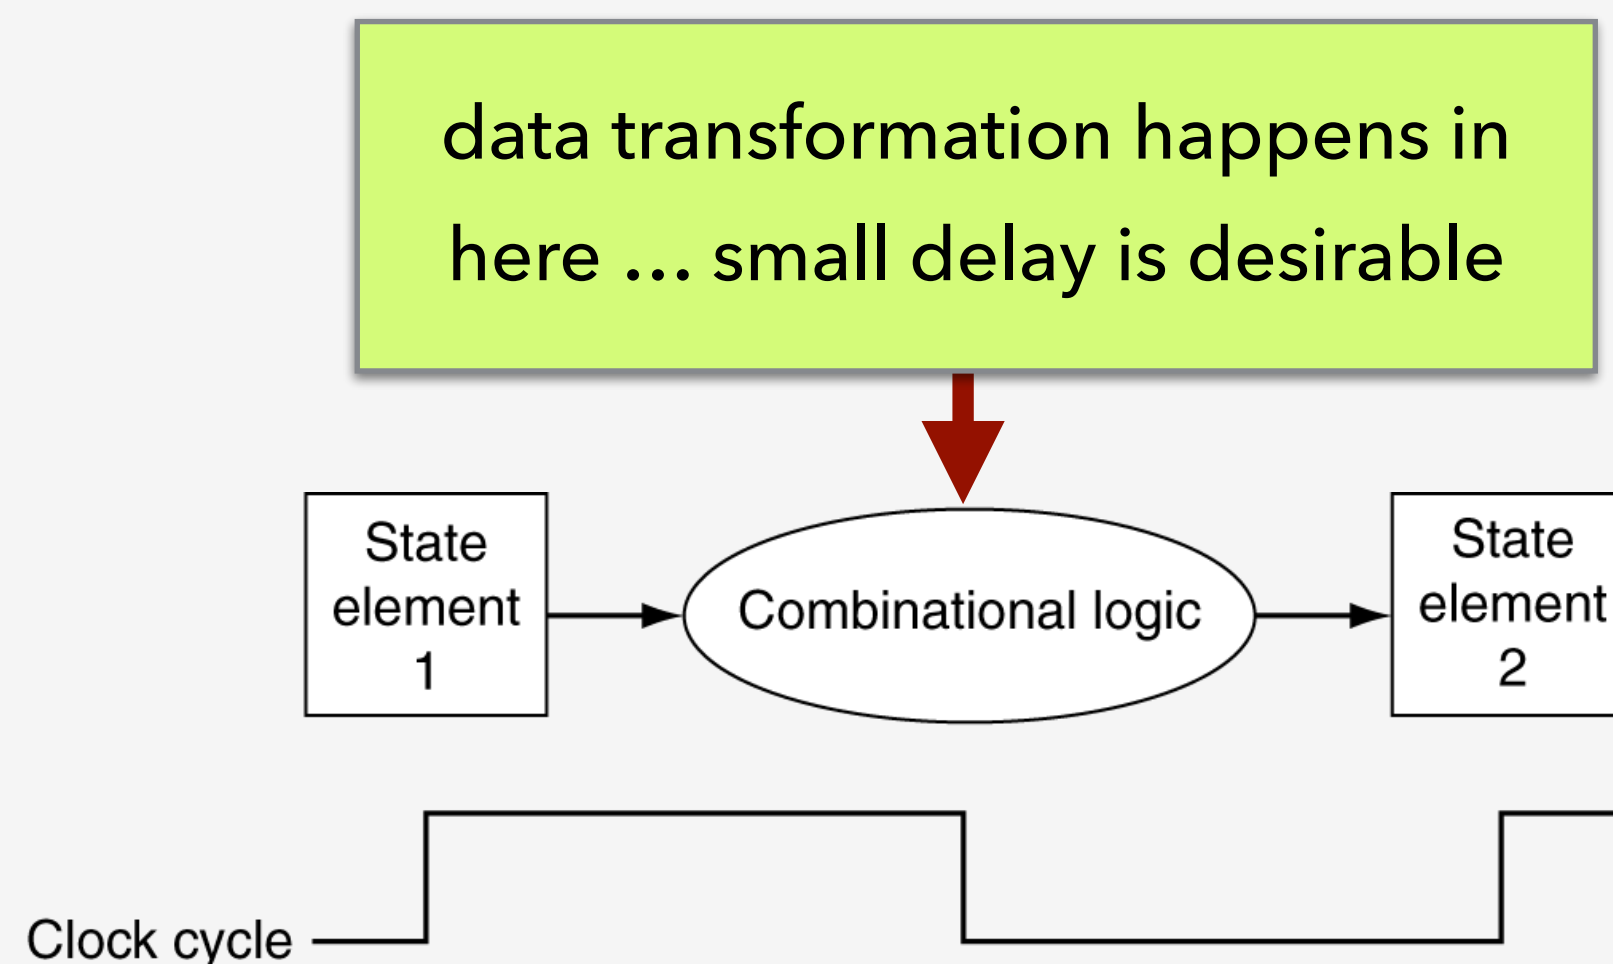 data transformation happens in
here ... small delay is desirable
State
element
1
Combinational logic
State
element
2
Clock cycle